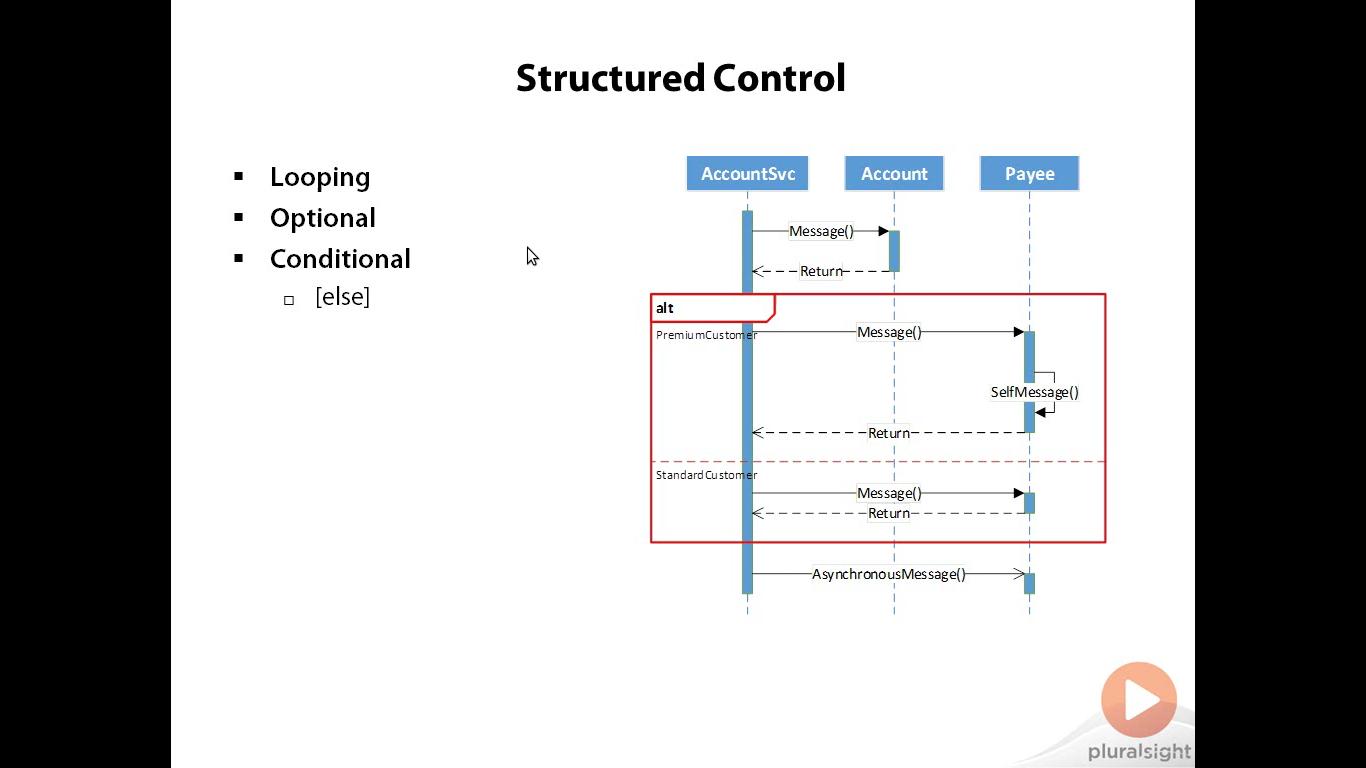 Structured Control
Looping
Optional
Conditional
[else]
AccountSvc
Account
Payee
Message()
Return
alt
PremiumCustomer
Message()
SelfMessage()
Return
StandardCustomer
Message()
Return
AsynchronousMessage()
pluralsight